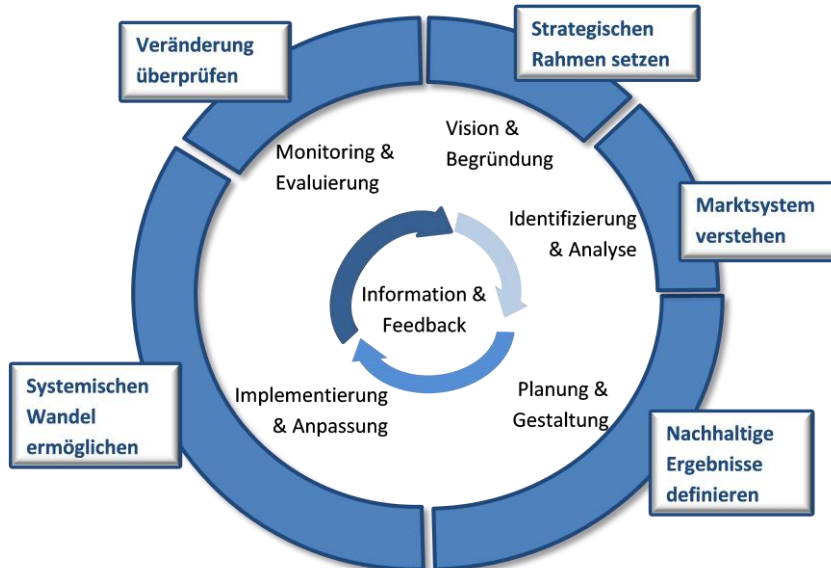 Veränderung
überprüfen
Strategischen
Rahmen setzen
Monitoring &
Evaluierung
Vision &
Begründung
Marktsystem
verstehen
Identifizierung
& Analyse
Information &
Feedback
Systemischen
Wandel
ermöglichen
Implementierung
& Anpassung
Planung &
Gestaltung
Nachhaltige
Ergebnisse
definieren